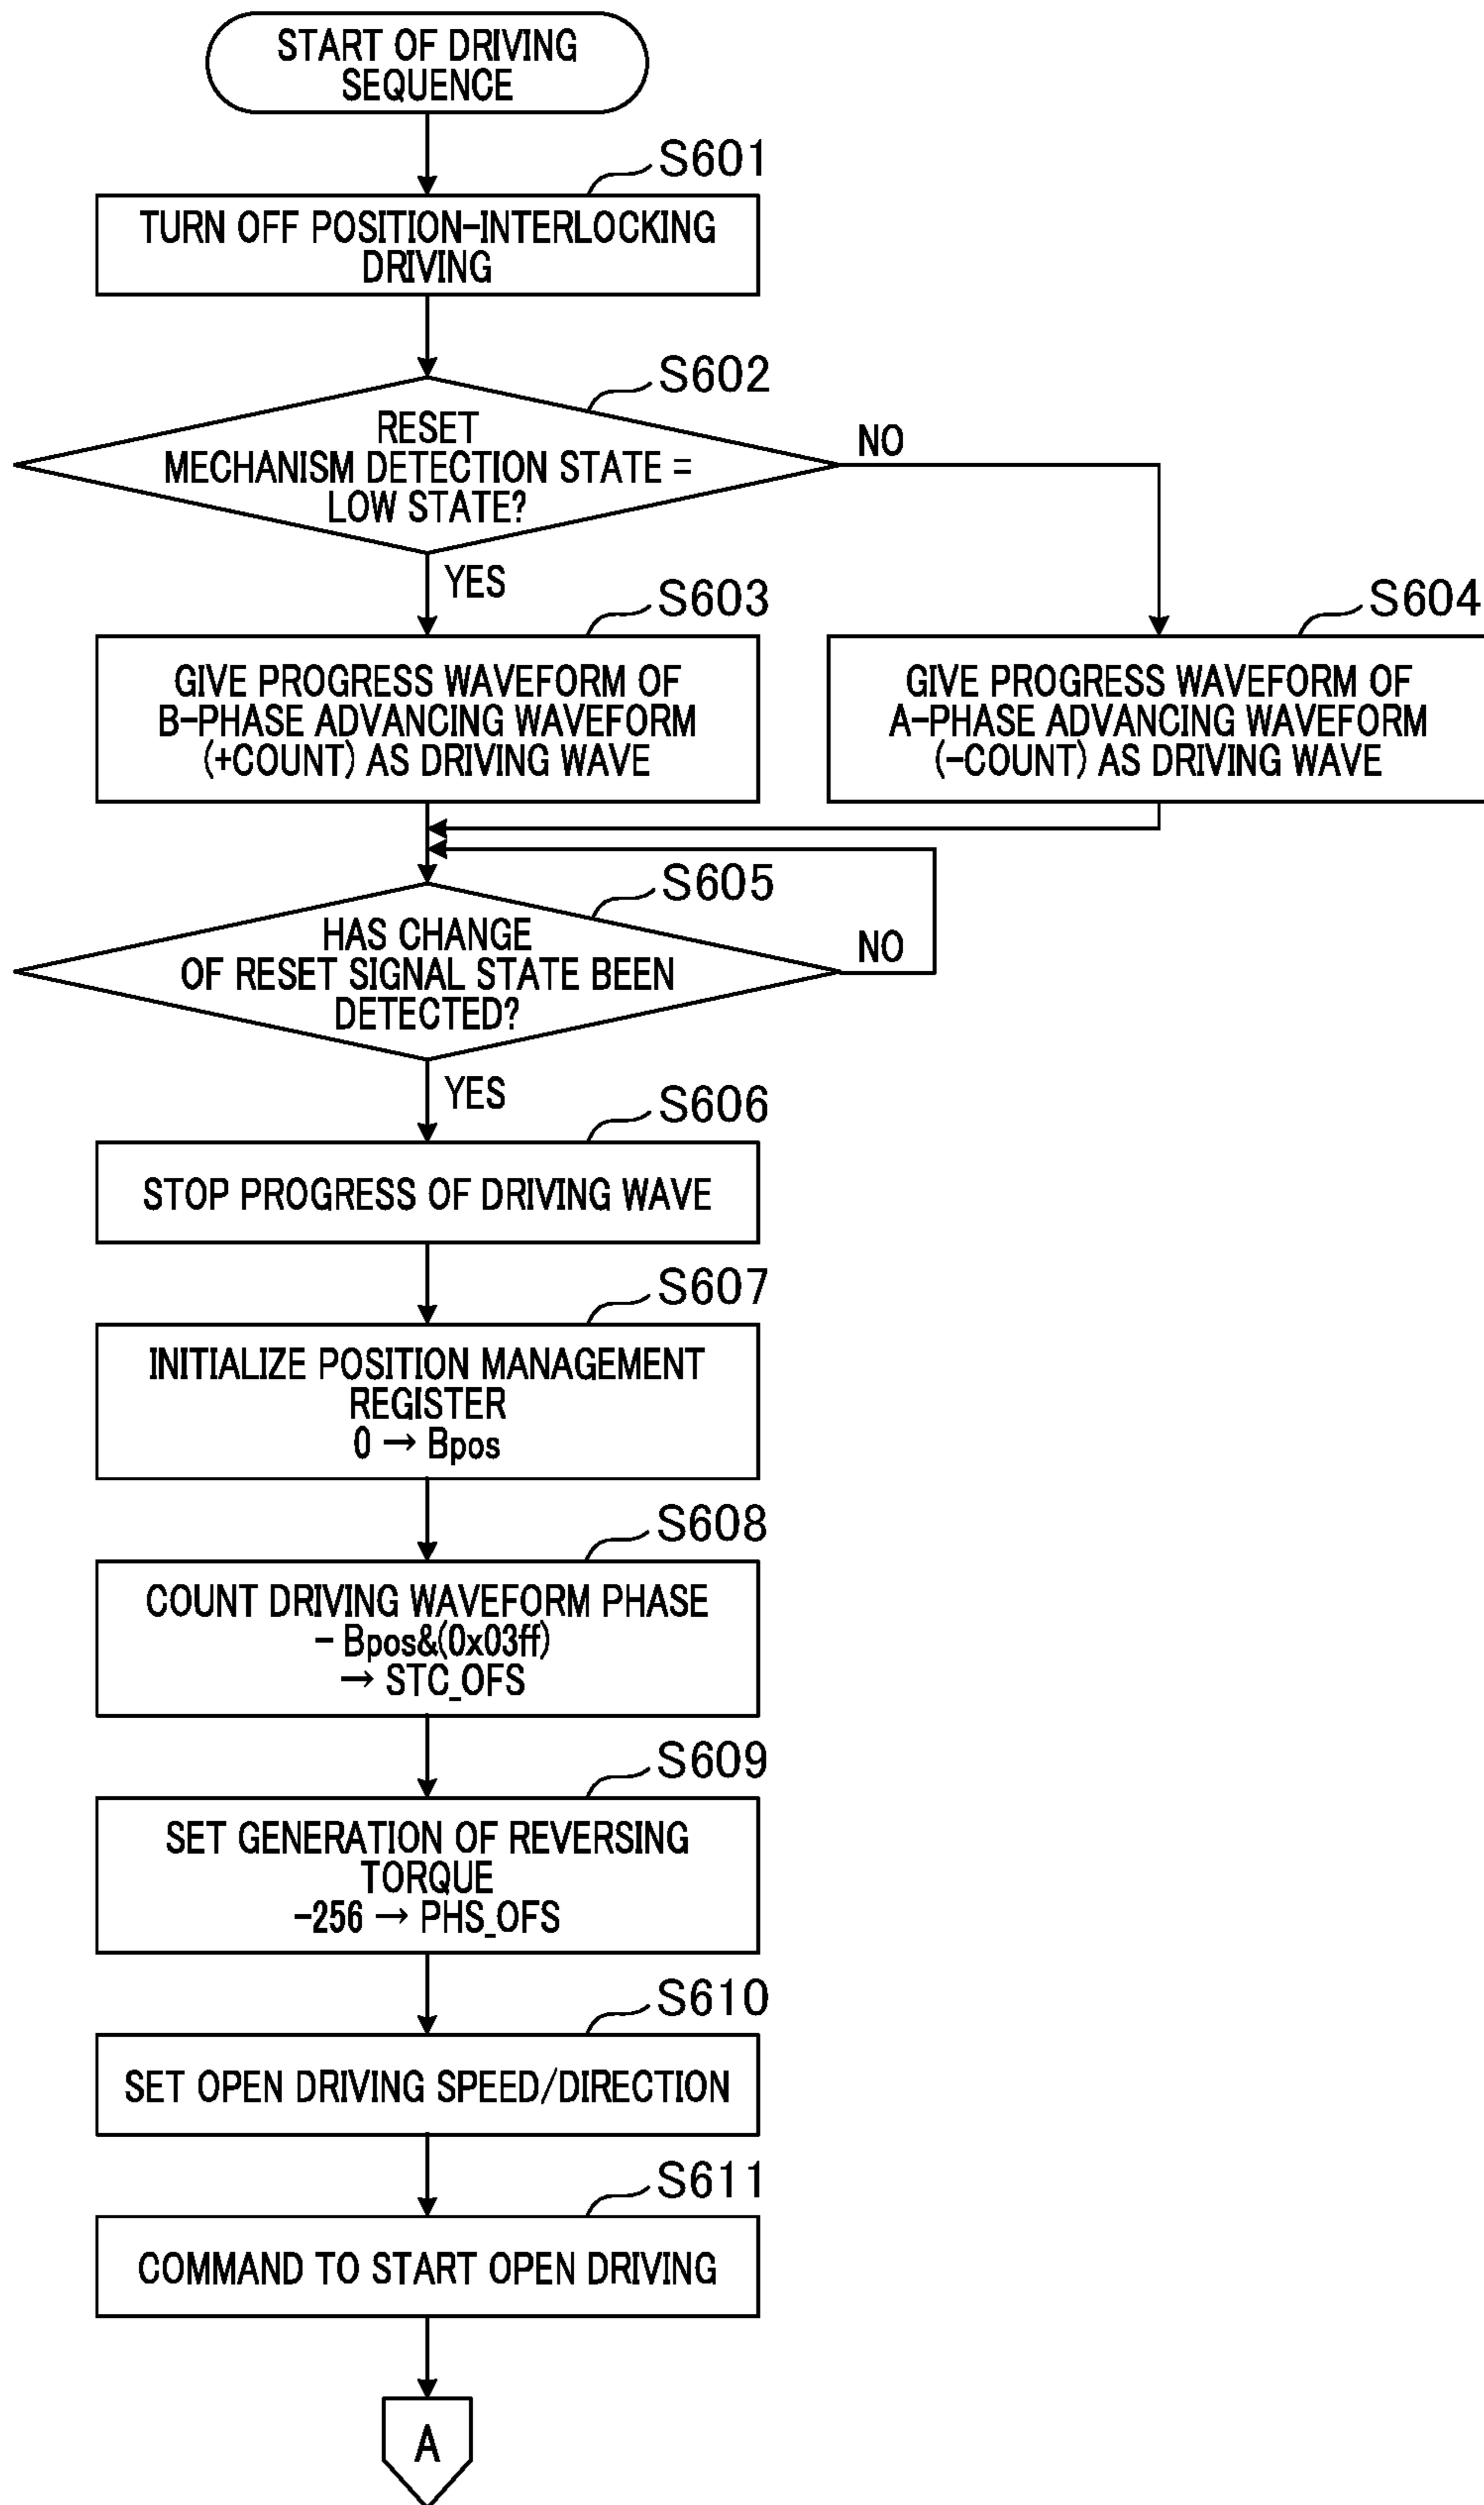 START OF DRIVING
SEQUENCE
S601
TURN OFF POSITION-INTERLOCKING
DRIVING
S602
RESET
MECHANISM DETECTION STATE =
LOW STATE?
NO
YES
S603
GIVE PROGRESS WAVEFORM OF
B-PHASE ADVANCING WAVEFORM
(+COUNT) AS DRIVING WAVE
S604
GIVE PROGRESS WAVEFORM OF
A-PHASE ADVANCING WAVEFORM
(-COUNT) AS DRIVING WAVE
S605
HAS CHANGE
OF RESET SIGNAL STATE BEEN
DETECTED?
NO
YES
S606
STOP PROGRESS OF DRIVING WAVE
S607
INITIALIZE POSITION MANAGEMENT
REGISTER
0 → Bpos
S608
COUNT DRIVING WAVEFORM PHASE
- Bpos&(0x03ff)
→ STC_OFS
S609
SET GENERATION OF REVERSING
TORQUE
-256 → PHS_OFS
S610
SET OPEN DRIVING SPEED/DIRECTION
S611
COMMAND TO START OPEN DRIVING
A